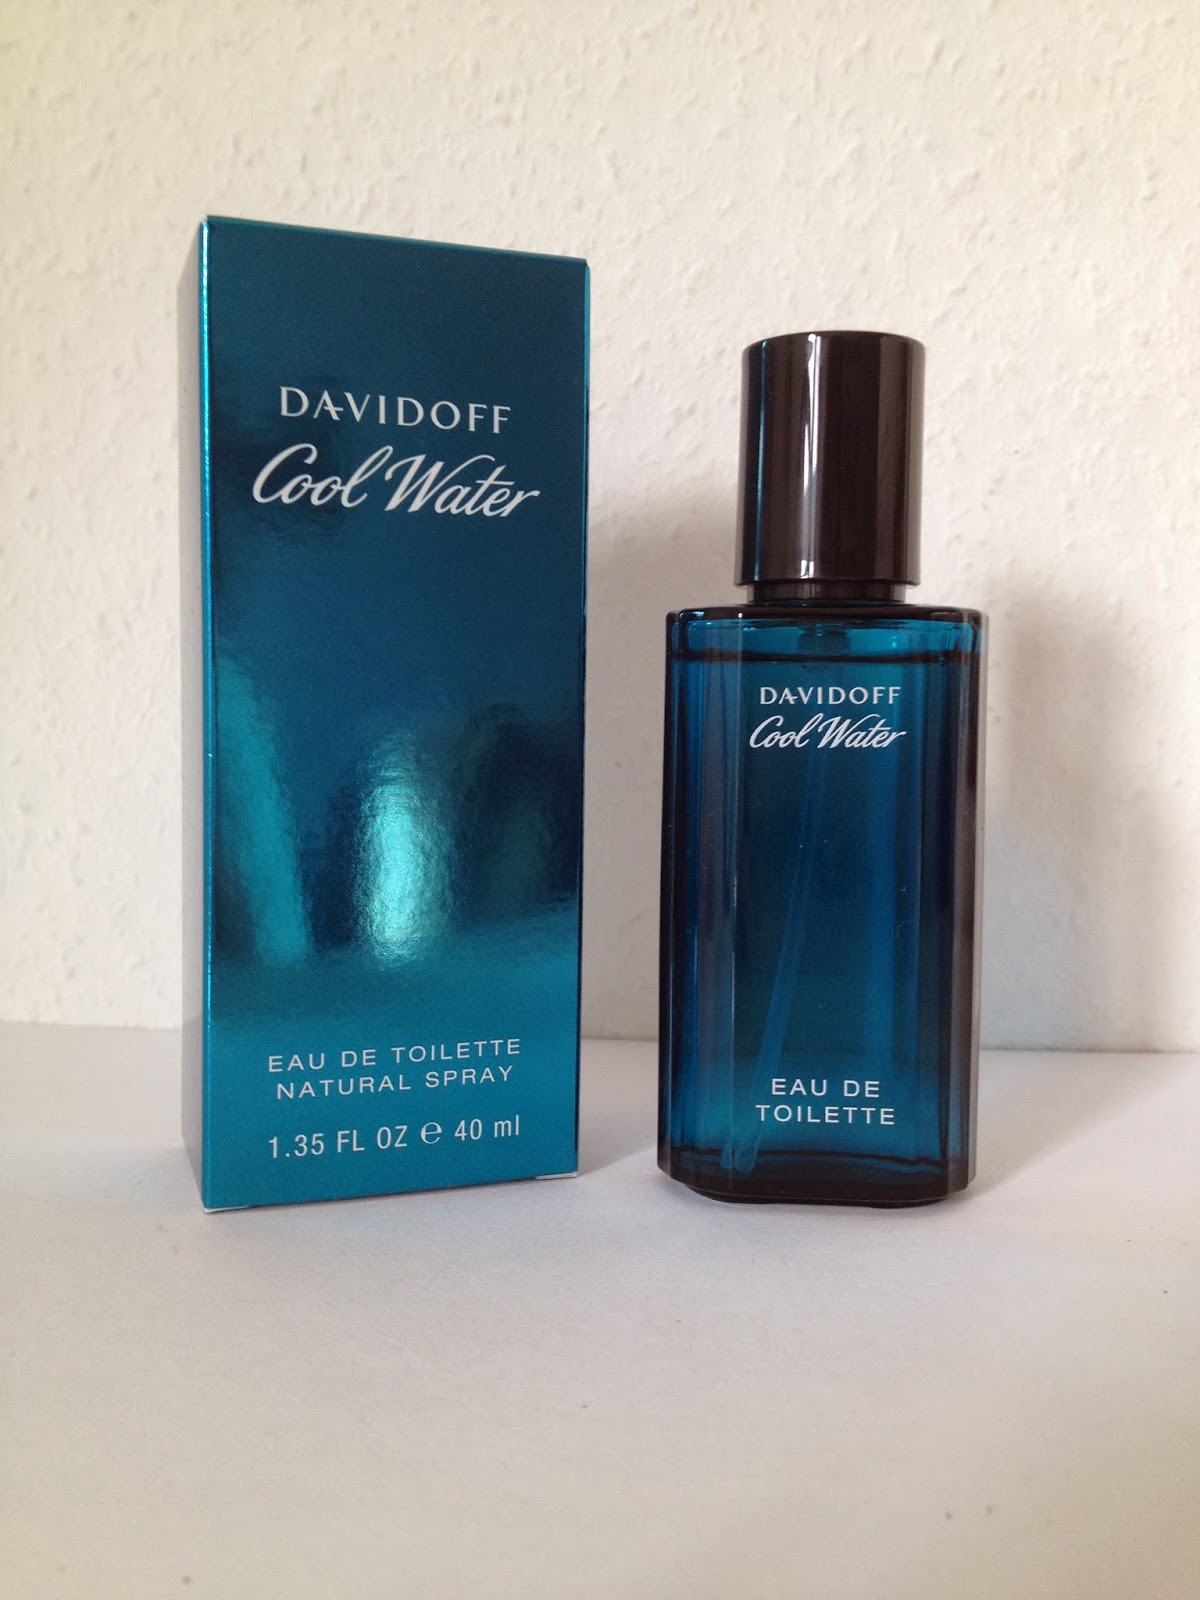 DAVIDOFF
Cool Water
EAU DE TOILETTE
NATURAL SPRAY
1.35 FL OZ ℮ 40 ml
DAVIDOFF
Cool Water
EAU DE
TOILETTE